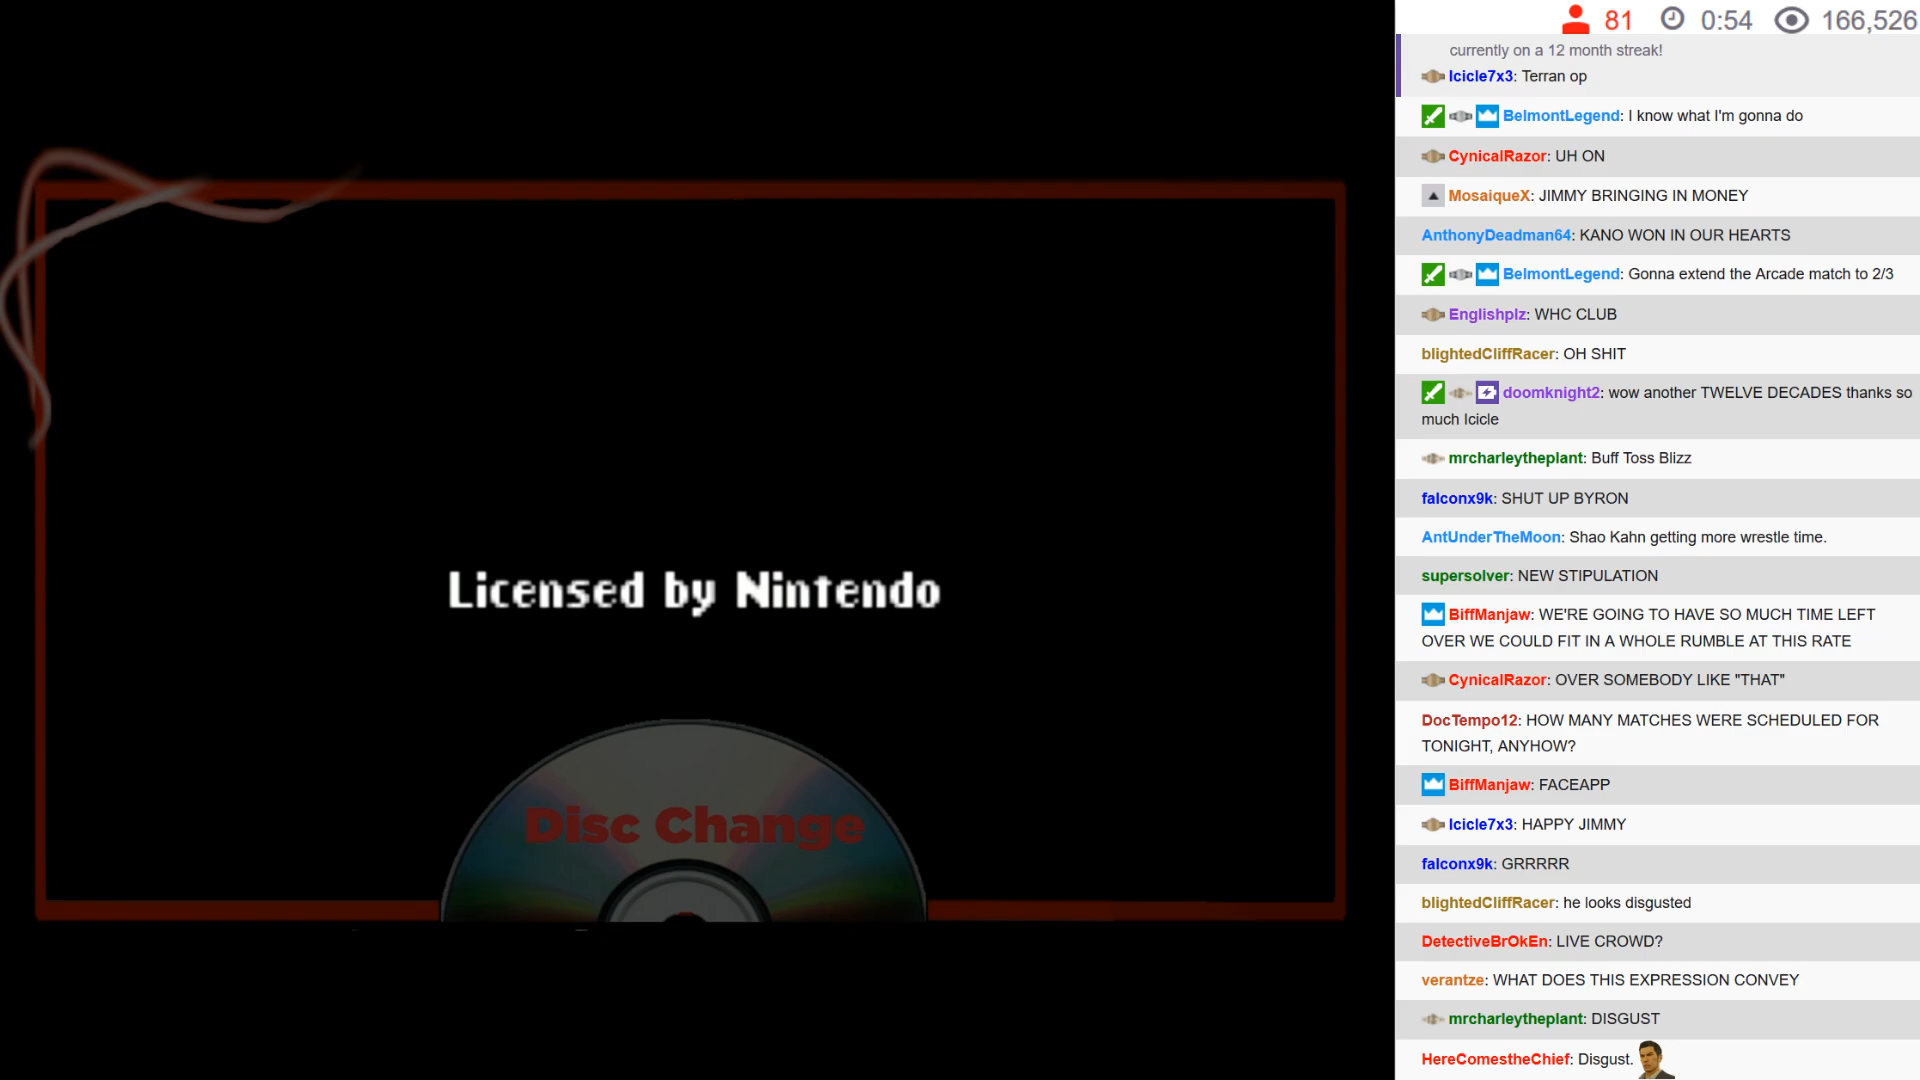 81 0:54 166,526
currently on a 12 month streak!
Icicle7x3: Terran op
BelmontLegend: I know what I'm gonna do
CynicalRazor: UH ON
MosaiqueX: JIMMY BRINGING IN MONEY
AnthonyDeadman64: KANO WON IN OUR HEARTS
BelmontLegend: Gonna extend the Arcade match to 2/3
Englishplz: WHC CLUB
blightedCliffRacer: OH SHIT
doomknight2: wow another TWELVE DECADES thanks so
much Icicle
mrcharleytheplant: Buff Toss Blizz
falconx9k: SHUT UP BYRON
AntUnderTheMoon: Shao Kahn getting more wrestle time.
supersolver: NEW STIPULATION
BiffManjaw: WE'RE GOING TO HAVE SO MUCH TIME LEFT
OVER WE COULD FIT IN A WHOLE RUMBLE AT THIS RATE
CynicalRazor: OVER SOMEBODY LIKE "THAT"
DocTempo12: HOW MANY MATCHES WERE SCHEDULED FOR
TONIGHT, ANYHOW?
BiffManjaw: FACEAPP
Icicle7x3: HAPPY JIMMY
falconx9k: GRRRRR
blightedCliffRacer: he looks disgusted
DetectiveBrOkEn: LIVE CROWD?
verantze: WHAT DOES THIS EXPRESSION CONVEY
mrcharleytheplant: DISGUST
HereComestheChief: Disgust.
Licensed by Nintendo
Disc Change